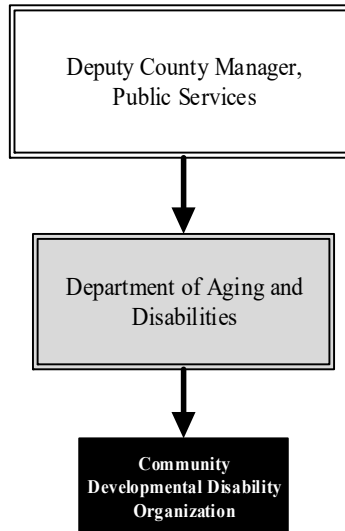 Deputy County Manager,
Public Services
Department of Aging and
Disabilities
Community
Developmental Disability
Organization